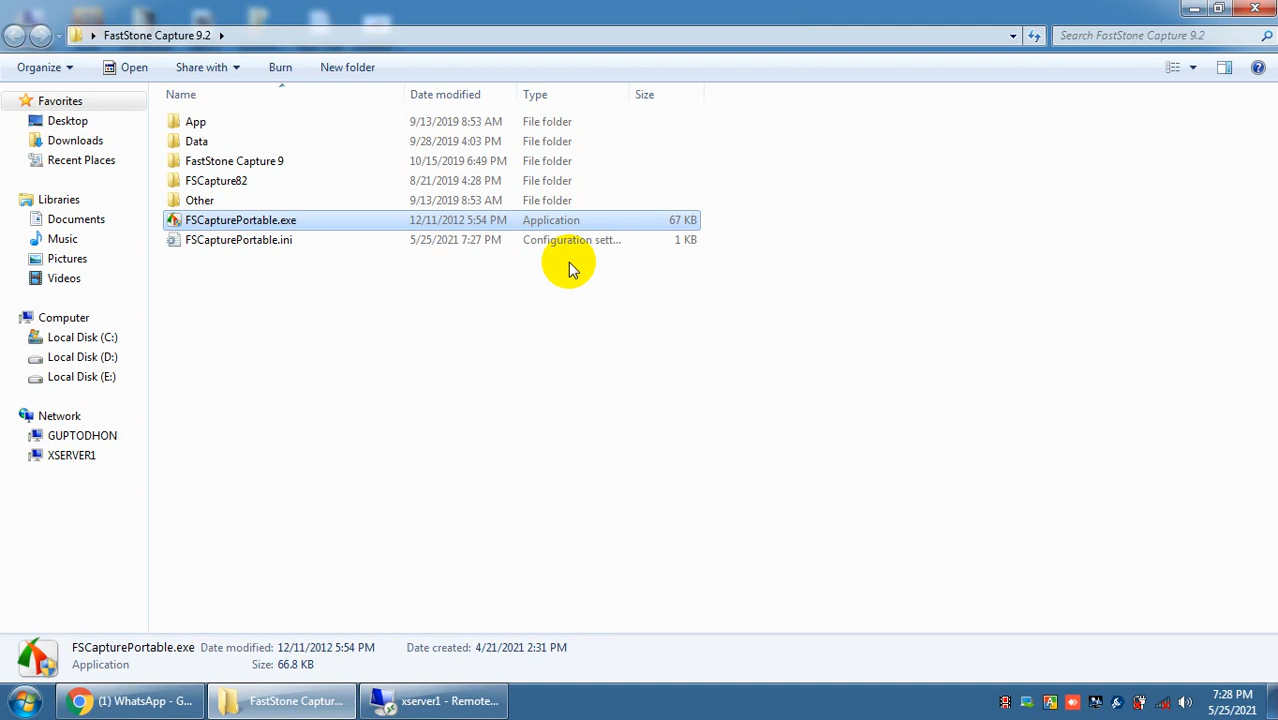 FastStone Capture 9.2
Search FastStone Capture 9.2
Organize Open Share with Burn New folder
Name Date modified Type Size
Favorites
Desktop
Downloads
Recent Places
Libraries
Documents
Music
Pictures
Videos
Computer
Local Disk (C:)
Local Disk (D:)
Local Disk (E:)
Network
GUPTODHON
XSERVER1
App 9/13/2019 8:53 AM File folder
Data 9/28/2019 4:03 PM File folder
FastStone Capture 9 10/15/2019 6:49 PM File folder
FSCapture82 8/21/2019 4:28 PM File folder
Other 9/13/2019 8:53 AM File folder
FSCapturePortable.exe 12/11/2012 5:54 PM Application 67 KB
FSCapturePortable.ini 5/25/2021 7:27 PM Configuration sett... 1 KB
FSCapturePortable.exe Date modified: 12/11/2012 5:54 PM Date created: 4/21/2021 2:31 PM
Application Size: 66.8 KB
(1) WhatsApp - G... FastStone Captur... xserver1 - Remote...
7:28 PM
5/25/2021